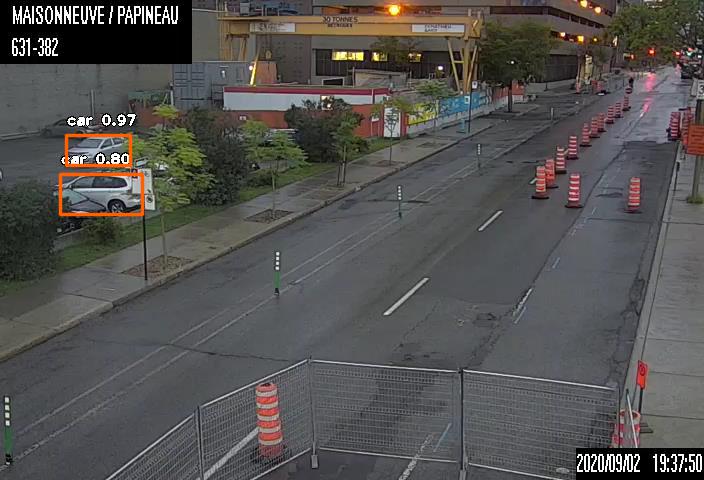 MAISONNEUVE / PAPINEAU
631-382
30 TONNES
car 0.97
car 0.80
2020/09/02 19:37:50